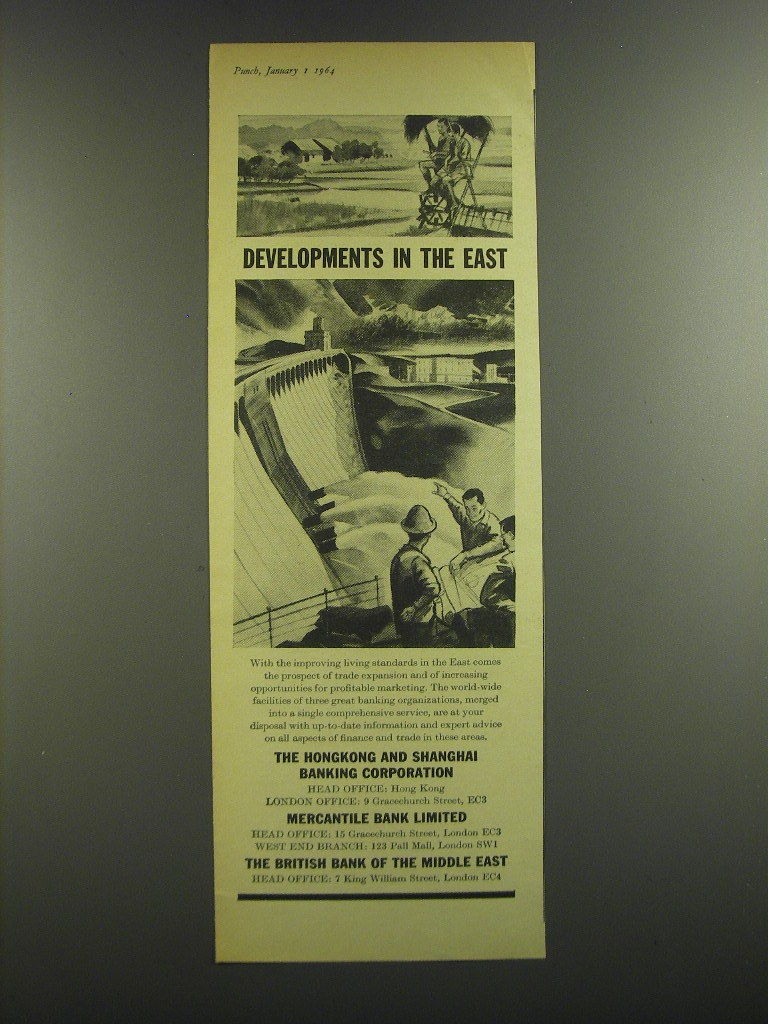 Punch, January 1 1964
DEVELOPMENTS IN THE EAST
With the improving living standards in the East comes
the prospect of trade expansion and of increasing
opportunities for profitable marketing. The world-wide
facilities of three great banking organizations, merged
into a single comprehensive service, are at your
disposal with up-to-date information and expert advice
on all aspects of finance and trade in these areas.
THE HONGKONG AND SHANGHAI
BANKING CORPORATION
HEAD OFFICE: Hong Kong
LONDON OFFICE: 9 Gracechurch Street, EC3
MERCANTILE BANK LIMITED
HEAD OFFICE: 15 Gracechurch Street, London EC3
WEST END BRANCH: 123 Pall Mall, London SW1
THE BRITISH BANK OF THE MIDDLE EAST
HEAD OFFICE: 7 King William Street, London EC4